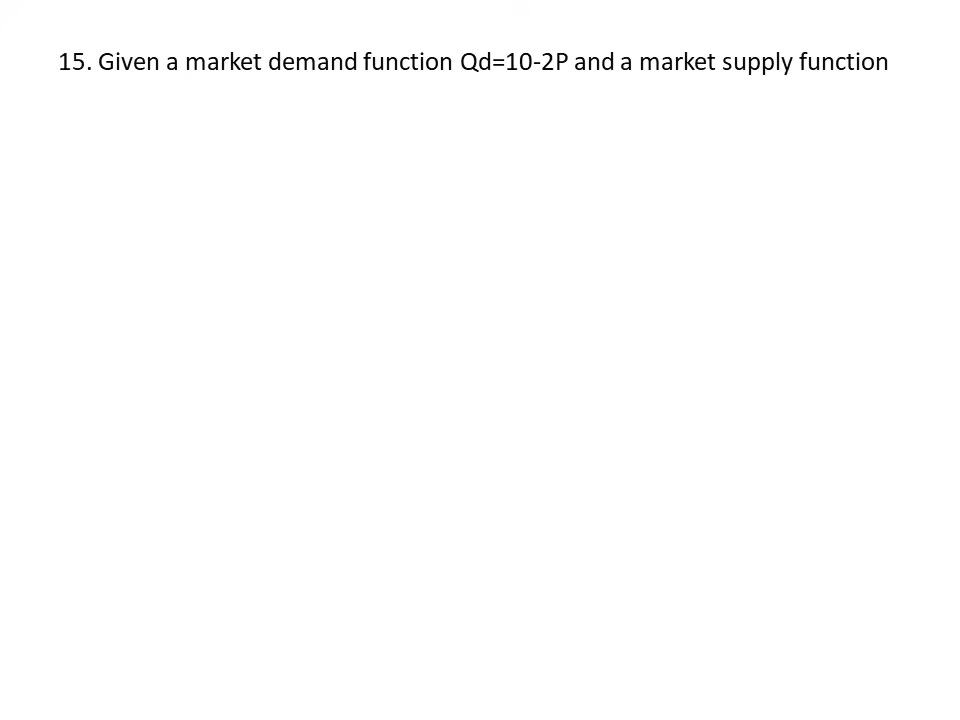 15. Given a market demand function Qd=10-2P and a market supply function